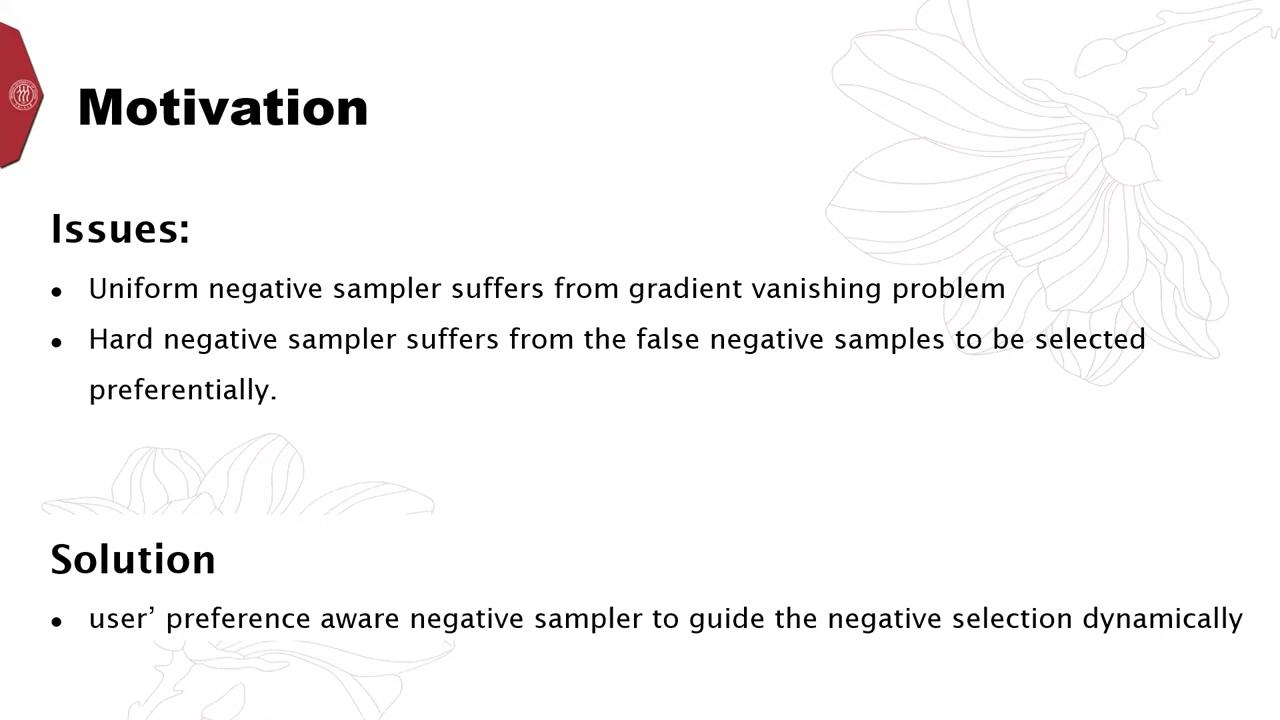 Motivation
Issues:
• Uniform negative sampler suffers from gradient vanishing problem
• Hard negative sampler suffers from the false negative samples to be selected
preferentially.
Solution
• user’ preference aware negative sampler to guide the negative selection dynamically